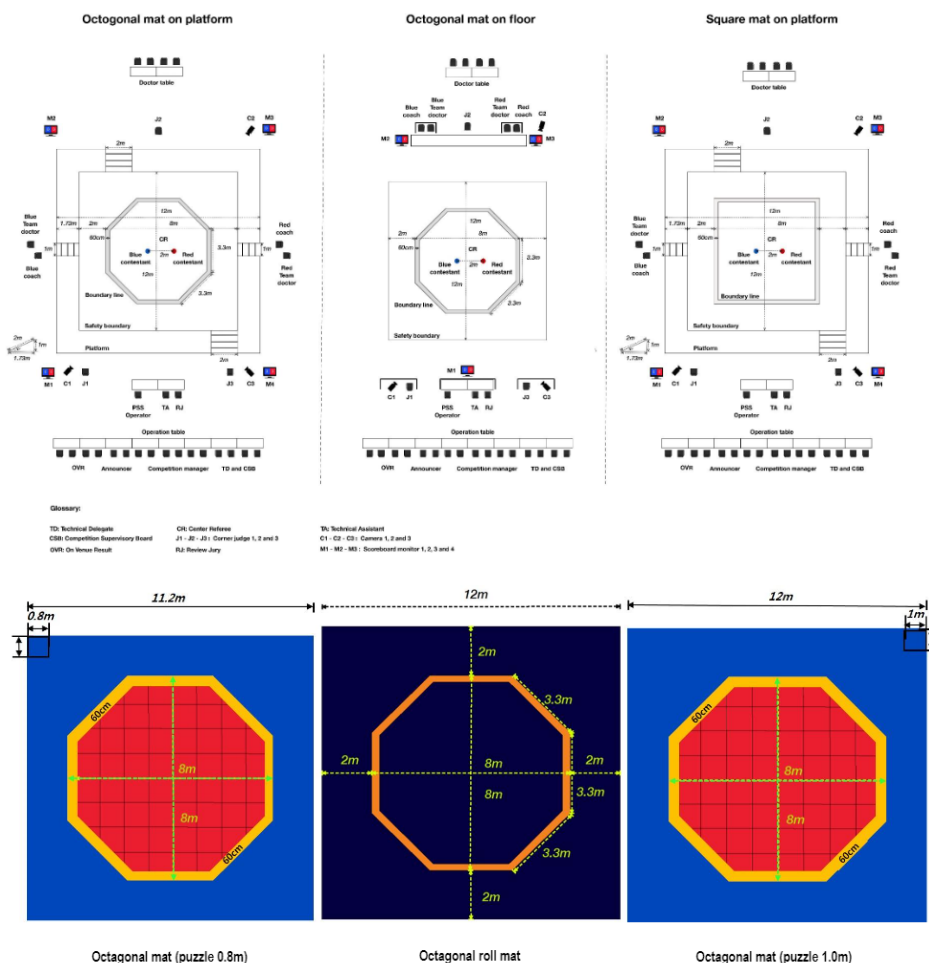 Octogonal mat on platform
Doctor table
M2
J2
C2
M3
2m
12m
1.73m
2m
8m
60cm
CR
3.3m
1m
Blue
Team
doctor
Blue
coach
Blue
contestant
2m
Red
contestant
Red
coach
1m
Red
Team
doctor
12m
3.3m
Boundary line
Safety boundary
Platform
2m
1m
1.73m
2m
M1
C1
J1
J3
C3
M4
PSS
Operator
TA
RJ
Operation table
OVR
Announcer
Competition manager
TD and CSB
Octogonal mat on floor
Doctor table
Blue
coach
Blue
Team
doctor
J2
Red
Team
doctor
Red
coach
C2
M2
M3
12m
2m
8m
60cm
CR
Blue
contestant
2m
Red
contestant
3.3m
12m
3.3m
Boundary line
Safety boundary
M1
C1
J1
PSS
Operator
TA
RJ
J3
C3
Operation table
OVR
Announcer
Competition manager
TD and CSB
Square mat on platform
Doctor table
M2
J2
C2
M3
2m
12m
1.73m
2m
8m
60cm
CR
1m
Blue
Team
doctor
Blue
coach
Blue
contestant
2m
Red
contestant
Red
coach
1m
Red
Team
doctor
12m
Boundary line
Safety boundary
Platform
2m
1m
1.73m
2m
M1
C1
J1
J3
C3
M4
PSS
Operator
TA
RJ
Operation table
OVR
Announcer
Competition manager
TD and CSB
Glossary:
TD: Technical Delegate
CR: Center Referee
TA: Technical Assistant
CSB: Competition Supervisory Board
J1 - J2 - J3 : Corner judge 1, 2 and 3
C1 - C2 - C3 : Camera 1, 2 and 3
OVR: On Venue Result
RJ: Review Jury
M1 - M2 - M3 : Scoreboard monitor 1, 2, 3 and 4
11.2m
0.8m
60cm
8m
8m
60cm
Octagonal mat (puzzle 0.8m)
12m
2m
3.3m
2m
8m
8m
2m
3.3m
3.3m
2m
Octagonal roll mat
12m
1m
60cm
8m
8m
60cm
Octagonal mat (puzzle 1.0m)